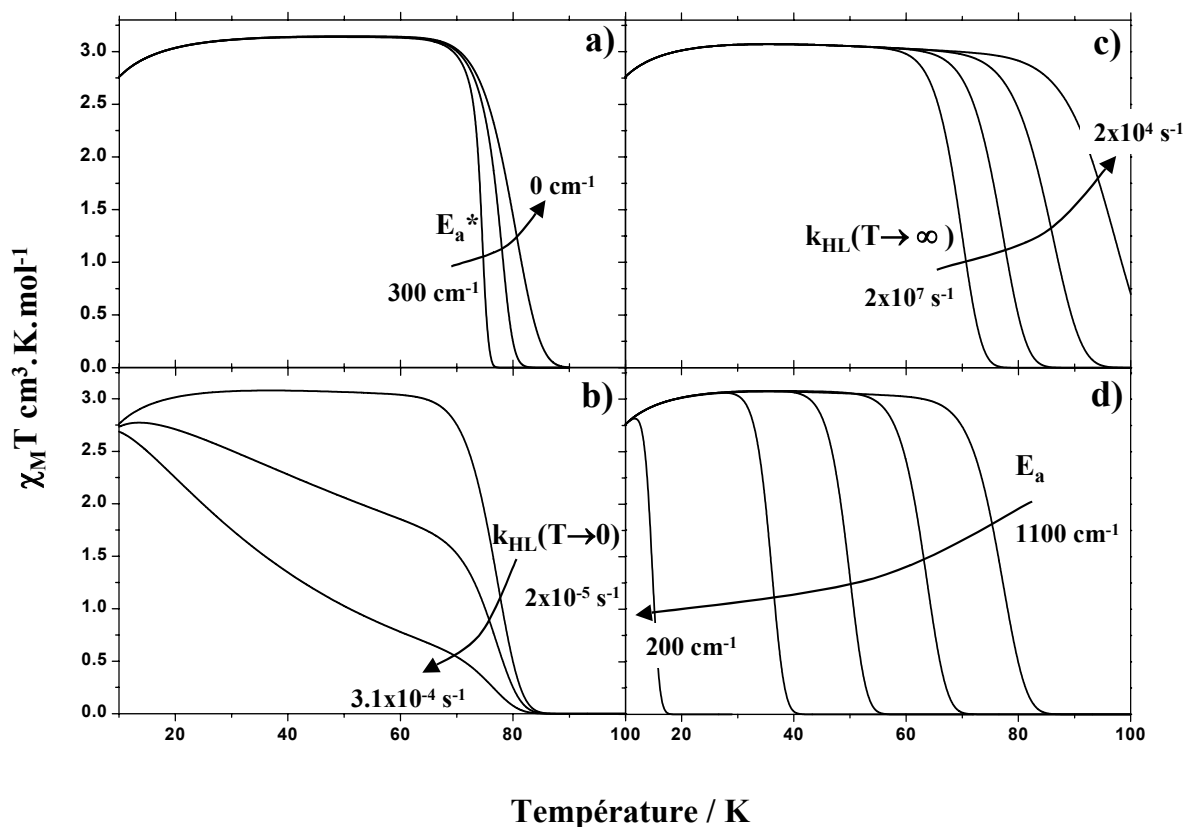 a)
c)
3.0
2.5
2.0
1.5
1.0
0.5
0.0
Eₐ*
0 cm⁻¹
300 cm⁻¹
2x10⁴ s⁻¹
k_HL(T→ ∞ )
2x10⁷ s⁻¹
b)
d)
3.0
2.5
2.0
1.5
1.0
0.5
0.0
k_HL(T→0)
2x10⁻⁵ s⁻¹
3.1x10⁻⁴ s⁻¹
Eₐ
1100 cm⁻¹
200 cm⁻¹
20 40 60 80 100 20 40 60 80 100
χ_MT cm³.K.mol⁻¹
Température / K